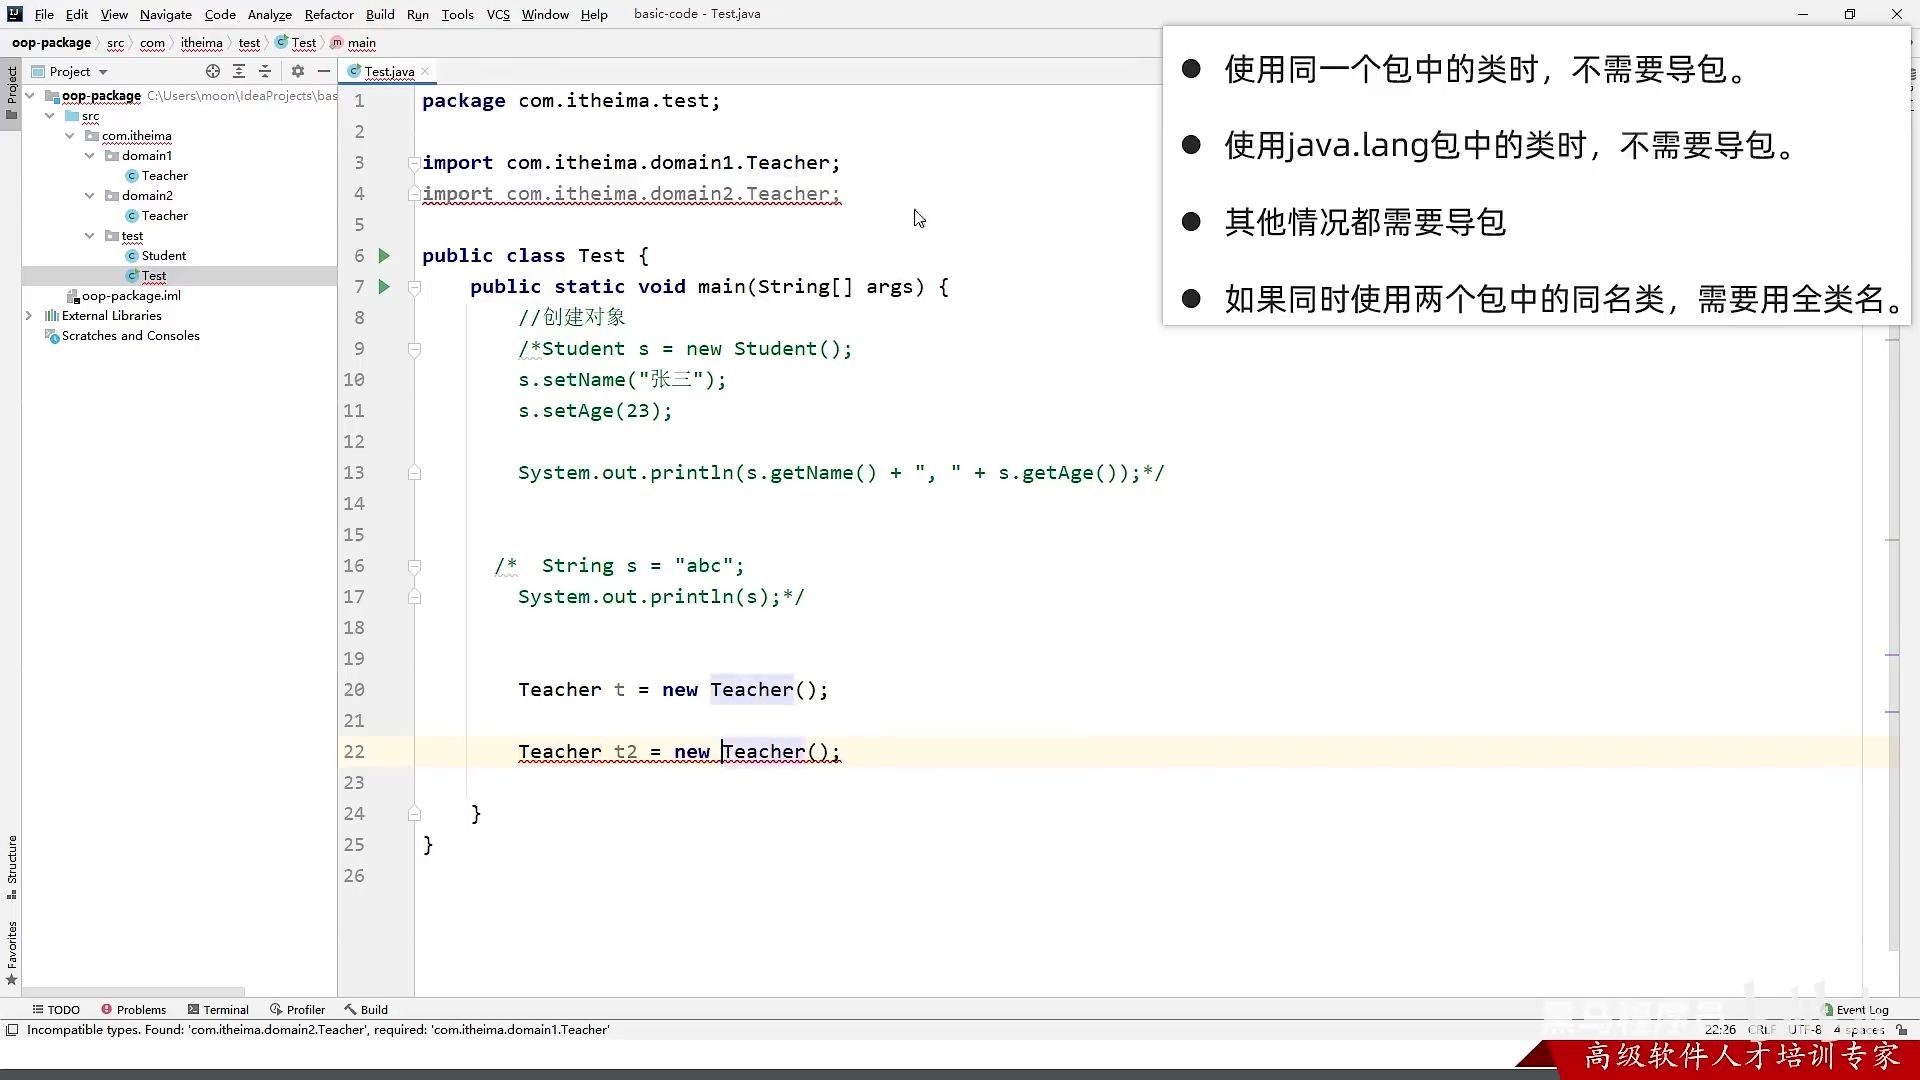 File Edit View Navigate Code Analyze Refactor Build Run Tools VCS Window Help basic-code - Test.java
oop-package src com itheima test Test main
Project
Test.java
oop-package C:\Users\moon\IdeaProjects\bas
src
com.itheima
domain1
Teacher
domain2
Teacher
test
Student
Test
oop-package.iml
External Libraries
Scratches and Consoles
Project
Structure
Favorites
1 package com.itheima.test;
2
3 import com.itheima.domain1.Teacher;
4 import com.itheima.domain2.Teacher;
5
6 public class Test {
7 public static void main(String[] args) {
8 //创建对象
9 /*Student s = new Student();
10 s.setName("张三");
11 s.setAge(23);
12
13 System.out.println(s.getName() + ", " + s.getAge());*/
14
15
16 /* String s = "abc";
17 System.out.println(s);*/
18
19
20 Teacher t = new Teacher();
21
22 Teacher t2 = new Teacher();
23
24 }
25 }
26
● 使用同一个包中的类时，不需要导包。
● 使用java.lang包中的类时，不需要导包。
● 其他情况都需要导包
● 如果同时使用两个包中的同名类，需要用全类名。
TODO Problems Terminal Profiler Build Event Log
Incompatible types. Found: 'com.itheima.domain2.Teacher', required: 'com.itheima.domain1.Teacher' 22:26 CRLF UTF-8 4 spaces
高级软件人才培训专家